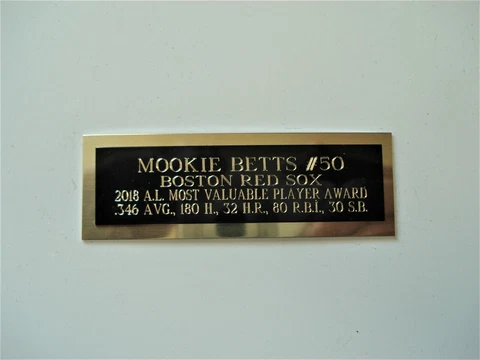 MOOKIE BETTS #50
BOSTON RED SOX
2018 A.L. MOST VALUABLE PLAYER AWARD
.346 AVG., 180 H., 32 H.R., 80 R.B.I., 30 S.B.